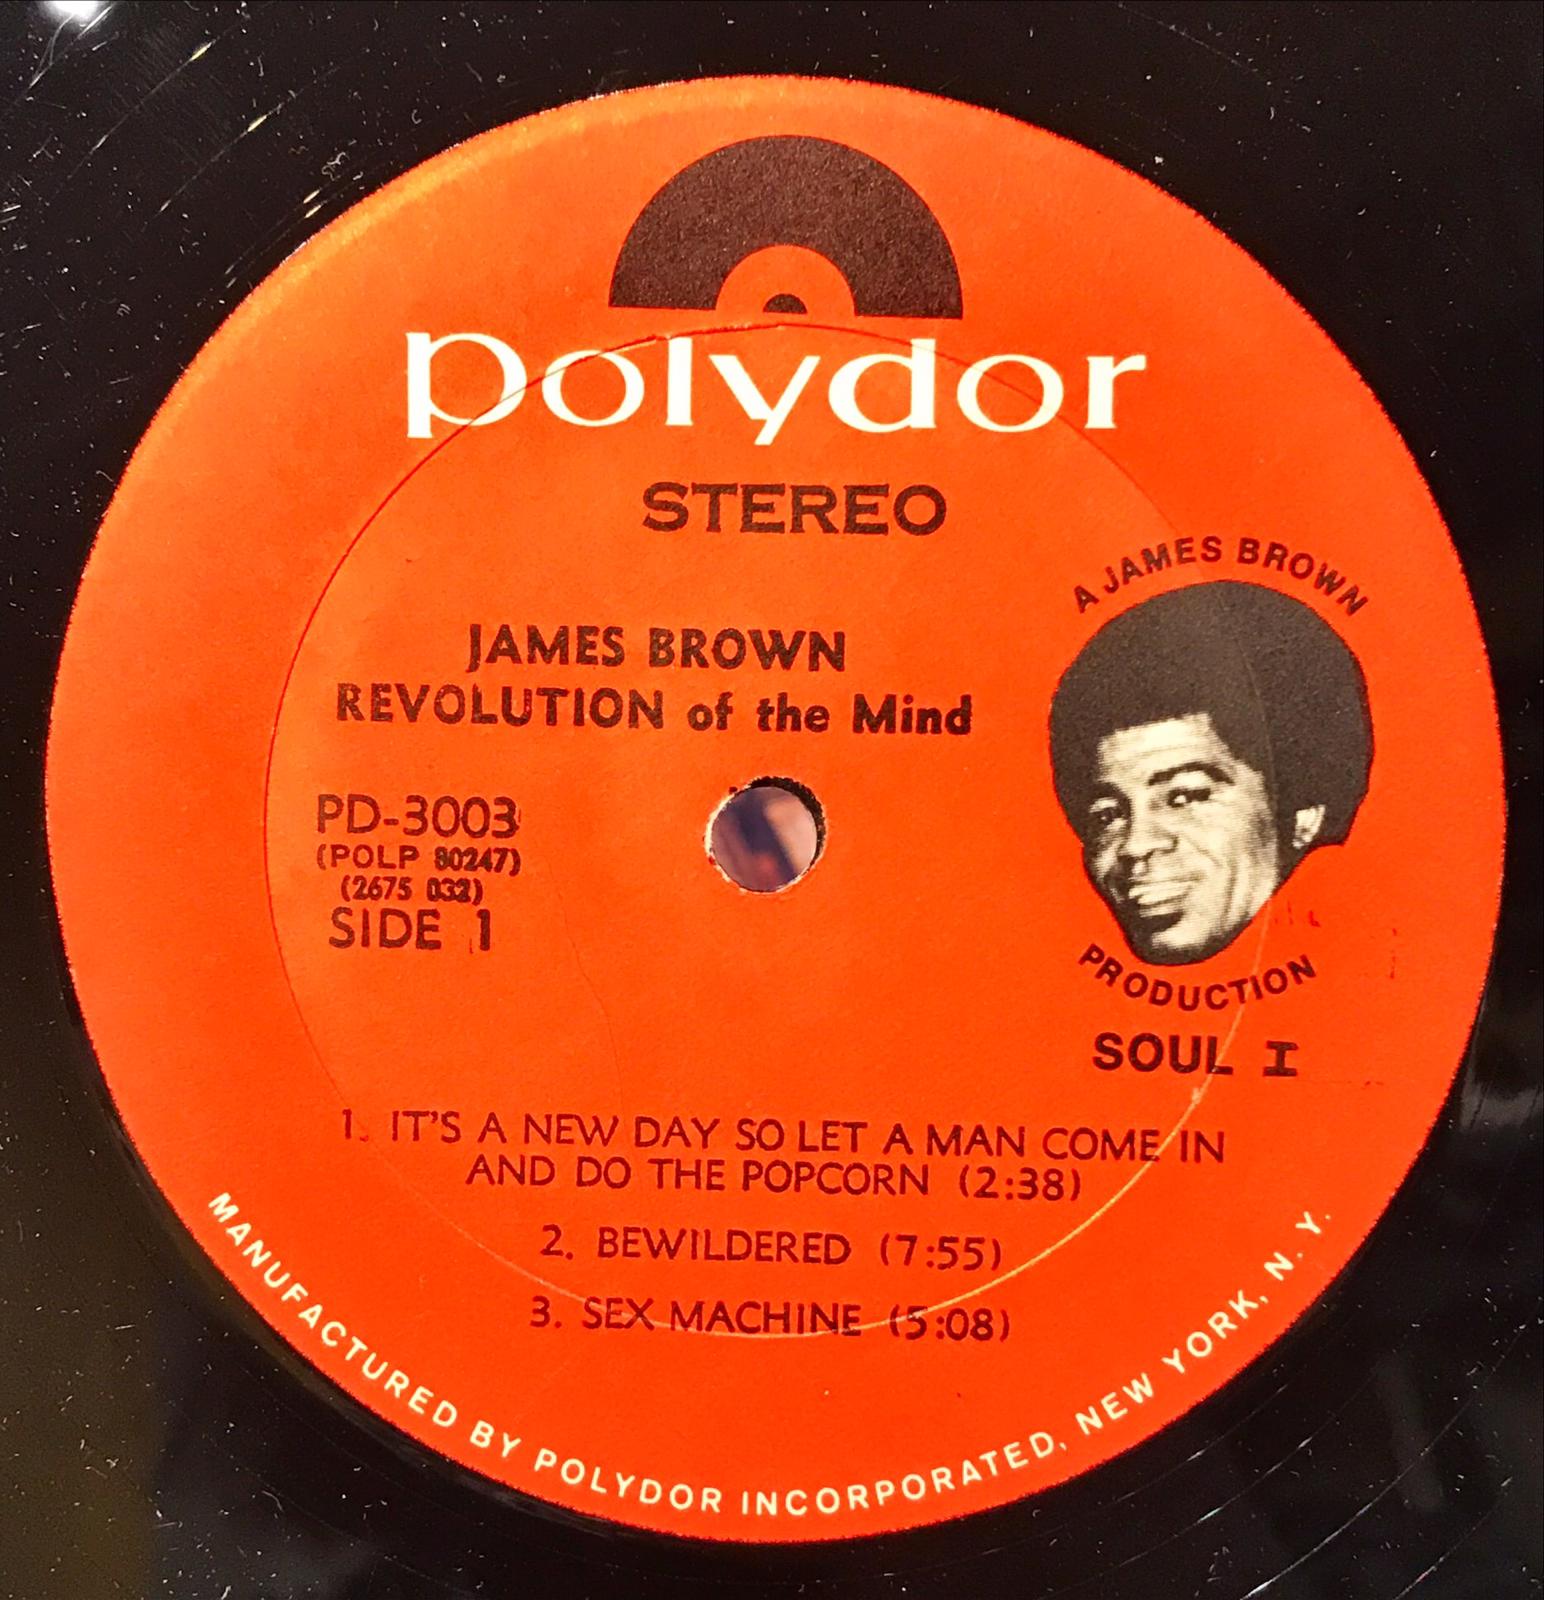 polydor
STEREO
A JAMES BROWN
PRODUCTION
SOUL I
JAMES BROWN
REVOLUTION of the Mind
PD-3003
(POLP 80247)
(2675 032)
SIDE 1
1. IT'S A NEW DAY SO LET A MAN COME IN
AND DO THE POPCORN (2:38)
2. BEWILDERED (7:55)
3. SEX MACHINE (5:08)
MANUFACTURED BY POLYDOR INCORPORATED, NEW YORK, N. Y.